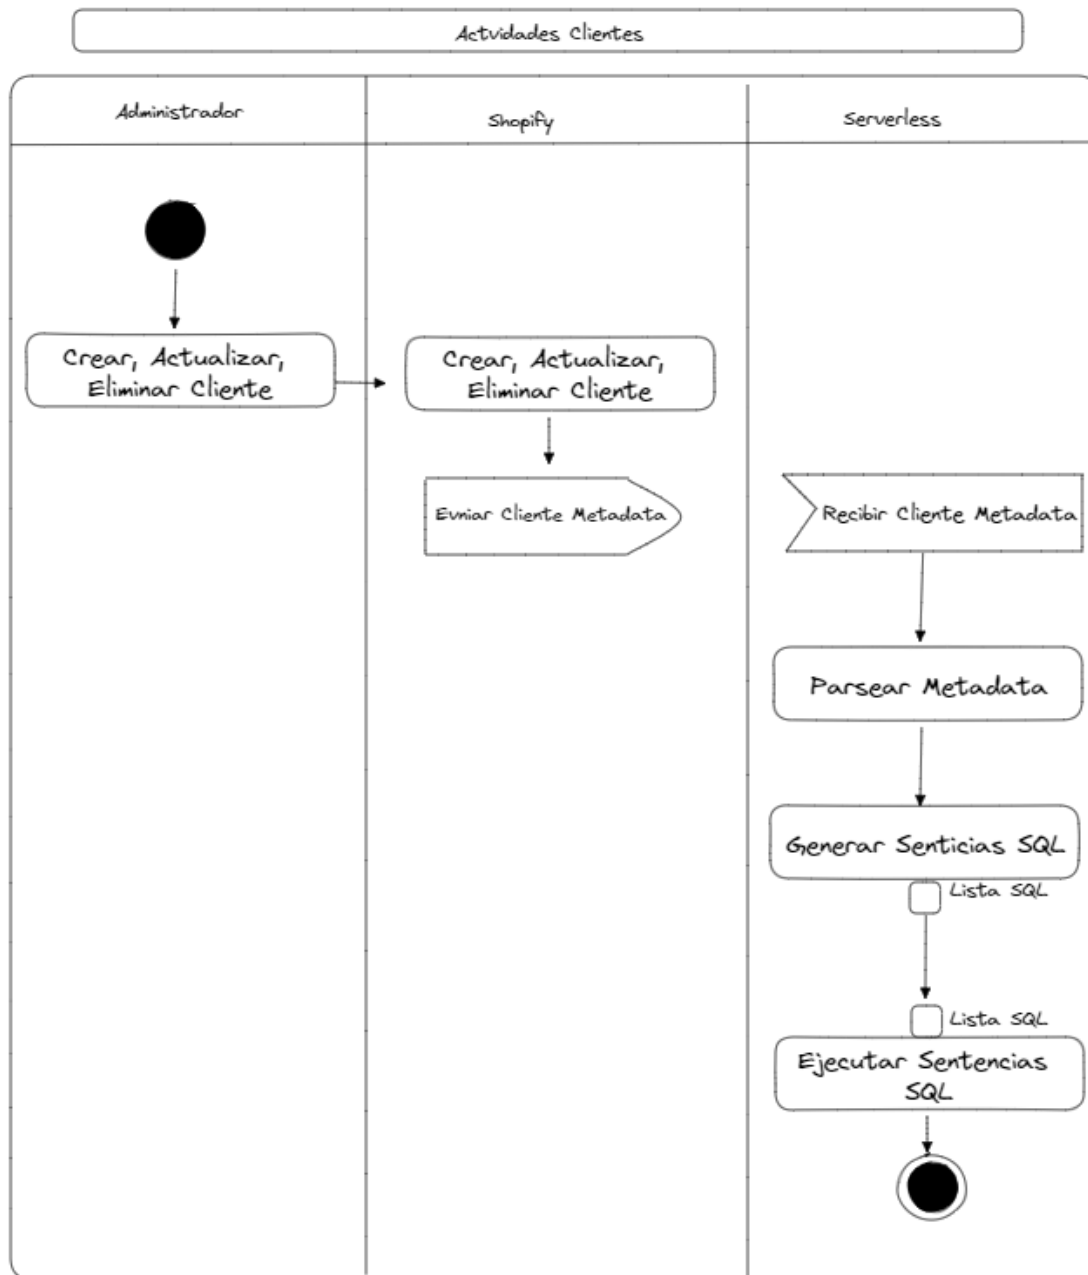 Actvidades Clientes
Administrador
Shopify
Serverless
Crear, Actualizar,
Eliminar Cliente
Crear, Actualizar,
Eliminar Cliente
Evniar Cliente Metadata
Recibir Cliente Metadata
Parsear Metadata
Generar Senticias SQL
Lista SQL
Lista SQL
Ejecutar Sentencias
SQL